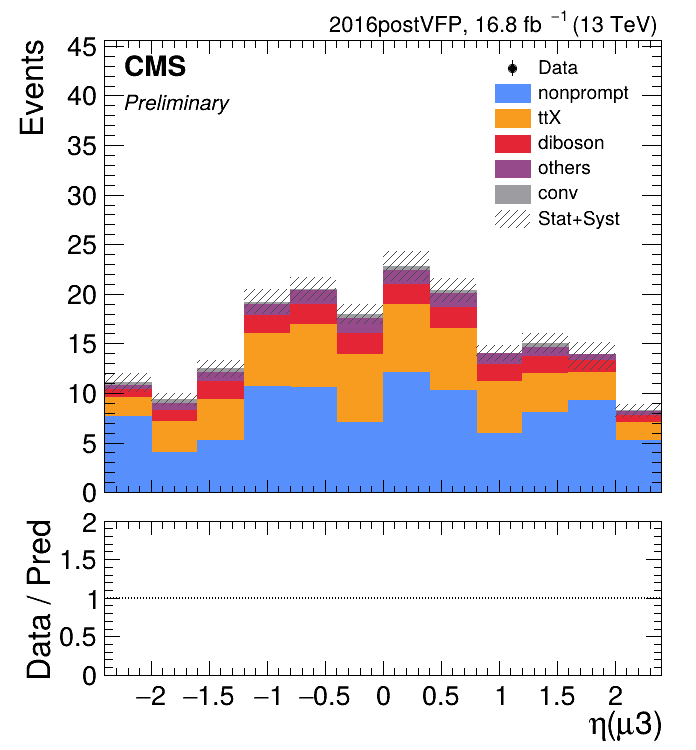 2016postVFP, 16.8 fb⁻¹ (13 TeV)
CMS
Preliminary
Events
45
40
35
30
25
20
15
10
5
0
Data
nonprompt
ttX
diboson
others
conv
Stat+Syst
Data / Pred
2
1.5
1
0.5
0
−2 −1.5 −1 −0.5 0 0.5 1 1.5 2
η(μ3)